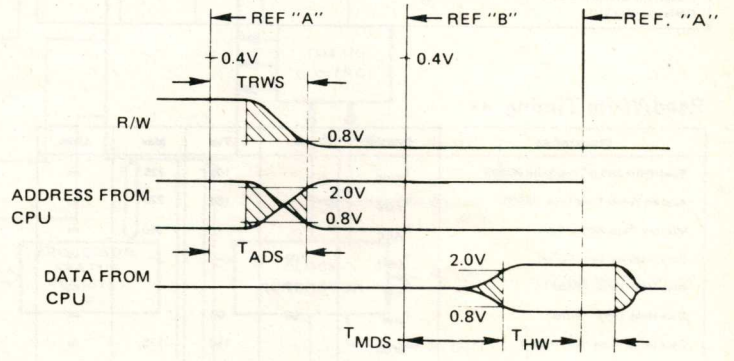 REF "A"
REF "B"
REF. "A"
0.4V
0.4V
TRWS
R/W
0.8V
ADDRESS FROM
CPU
2.0V
0.8V
TADS
DATA FROM
CPU
2.0V
0.8V
TMDS
THW